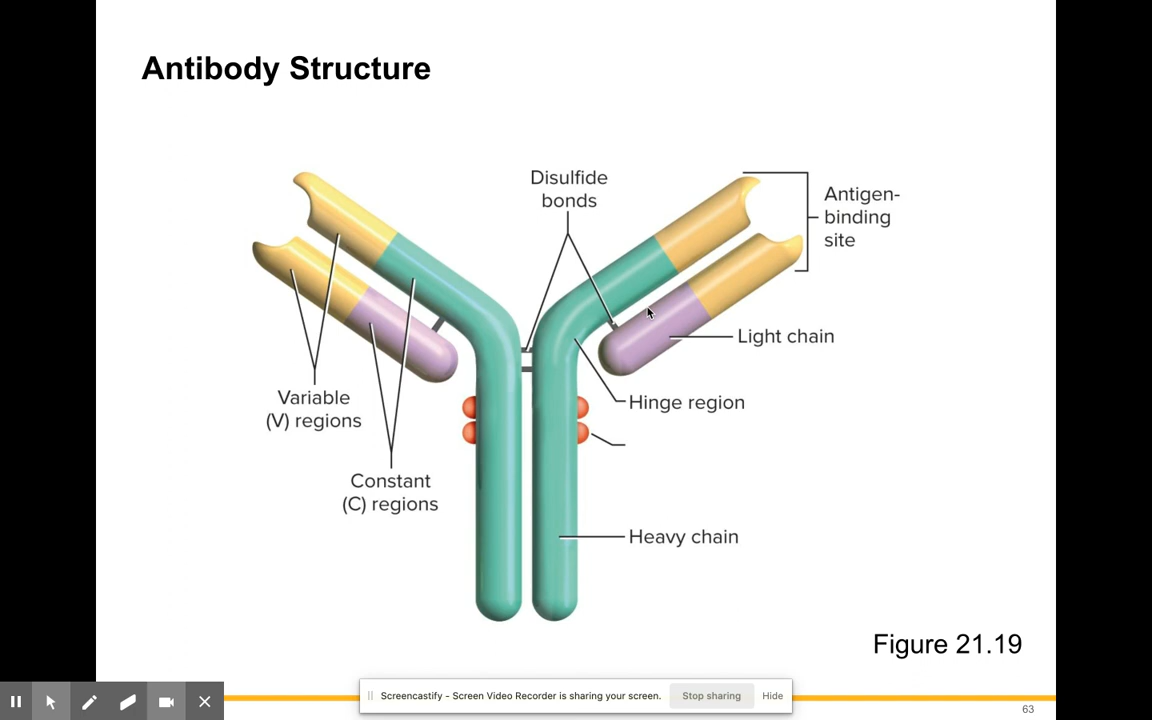 Antibody Structure
Disulfide
bonds
Antigen-
binding
site
Light chain
Variable
(V) regions
Hinge region
Constant
(C) regions
Heavy chain
Figure 21.19
Screencastify - Screen Video Recorder is sharing your screen.
Stop sharing
Hide
63